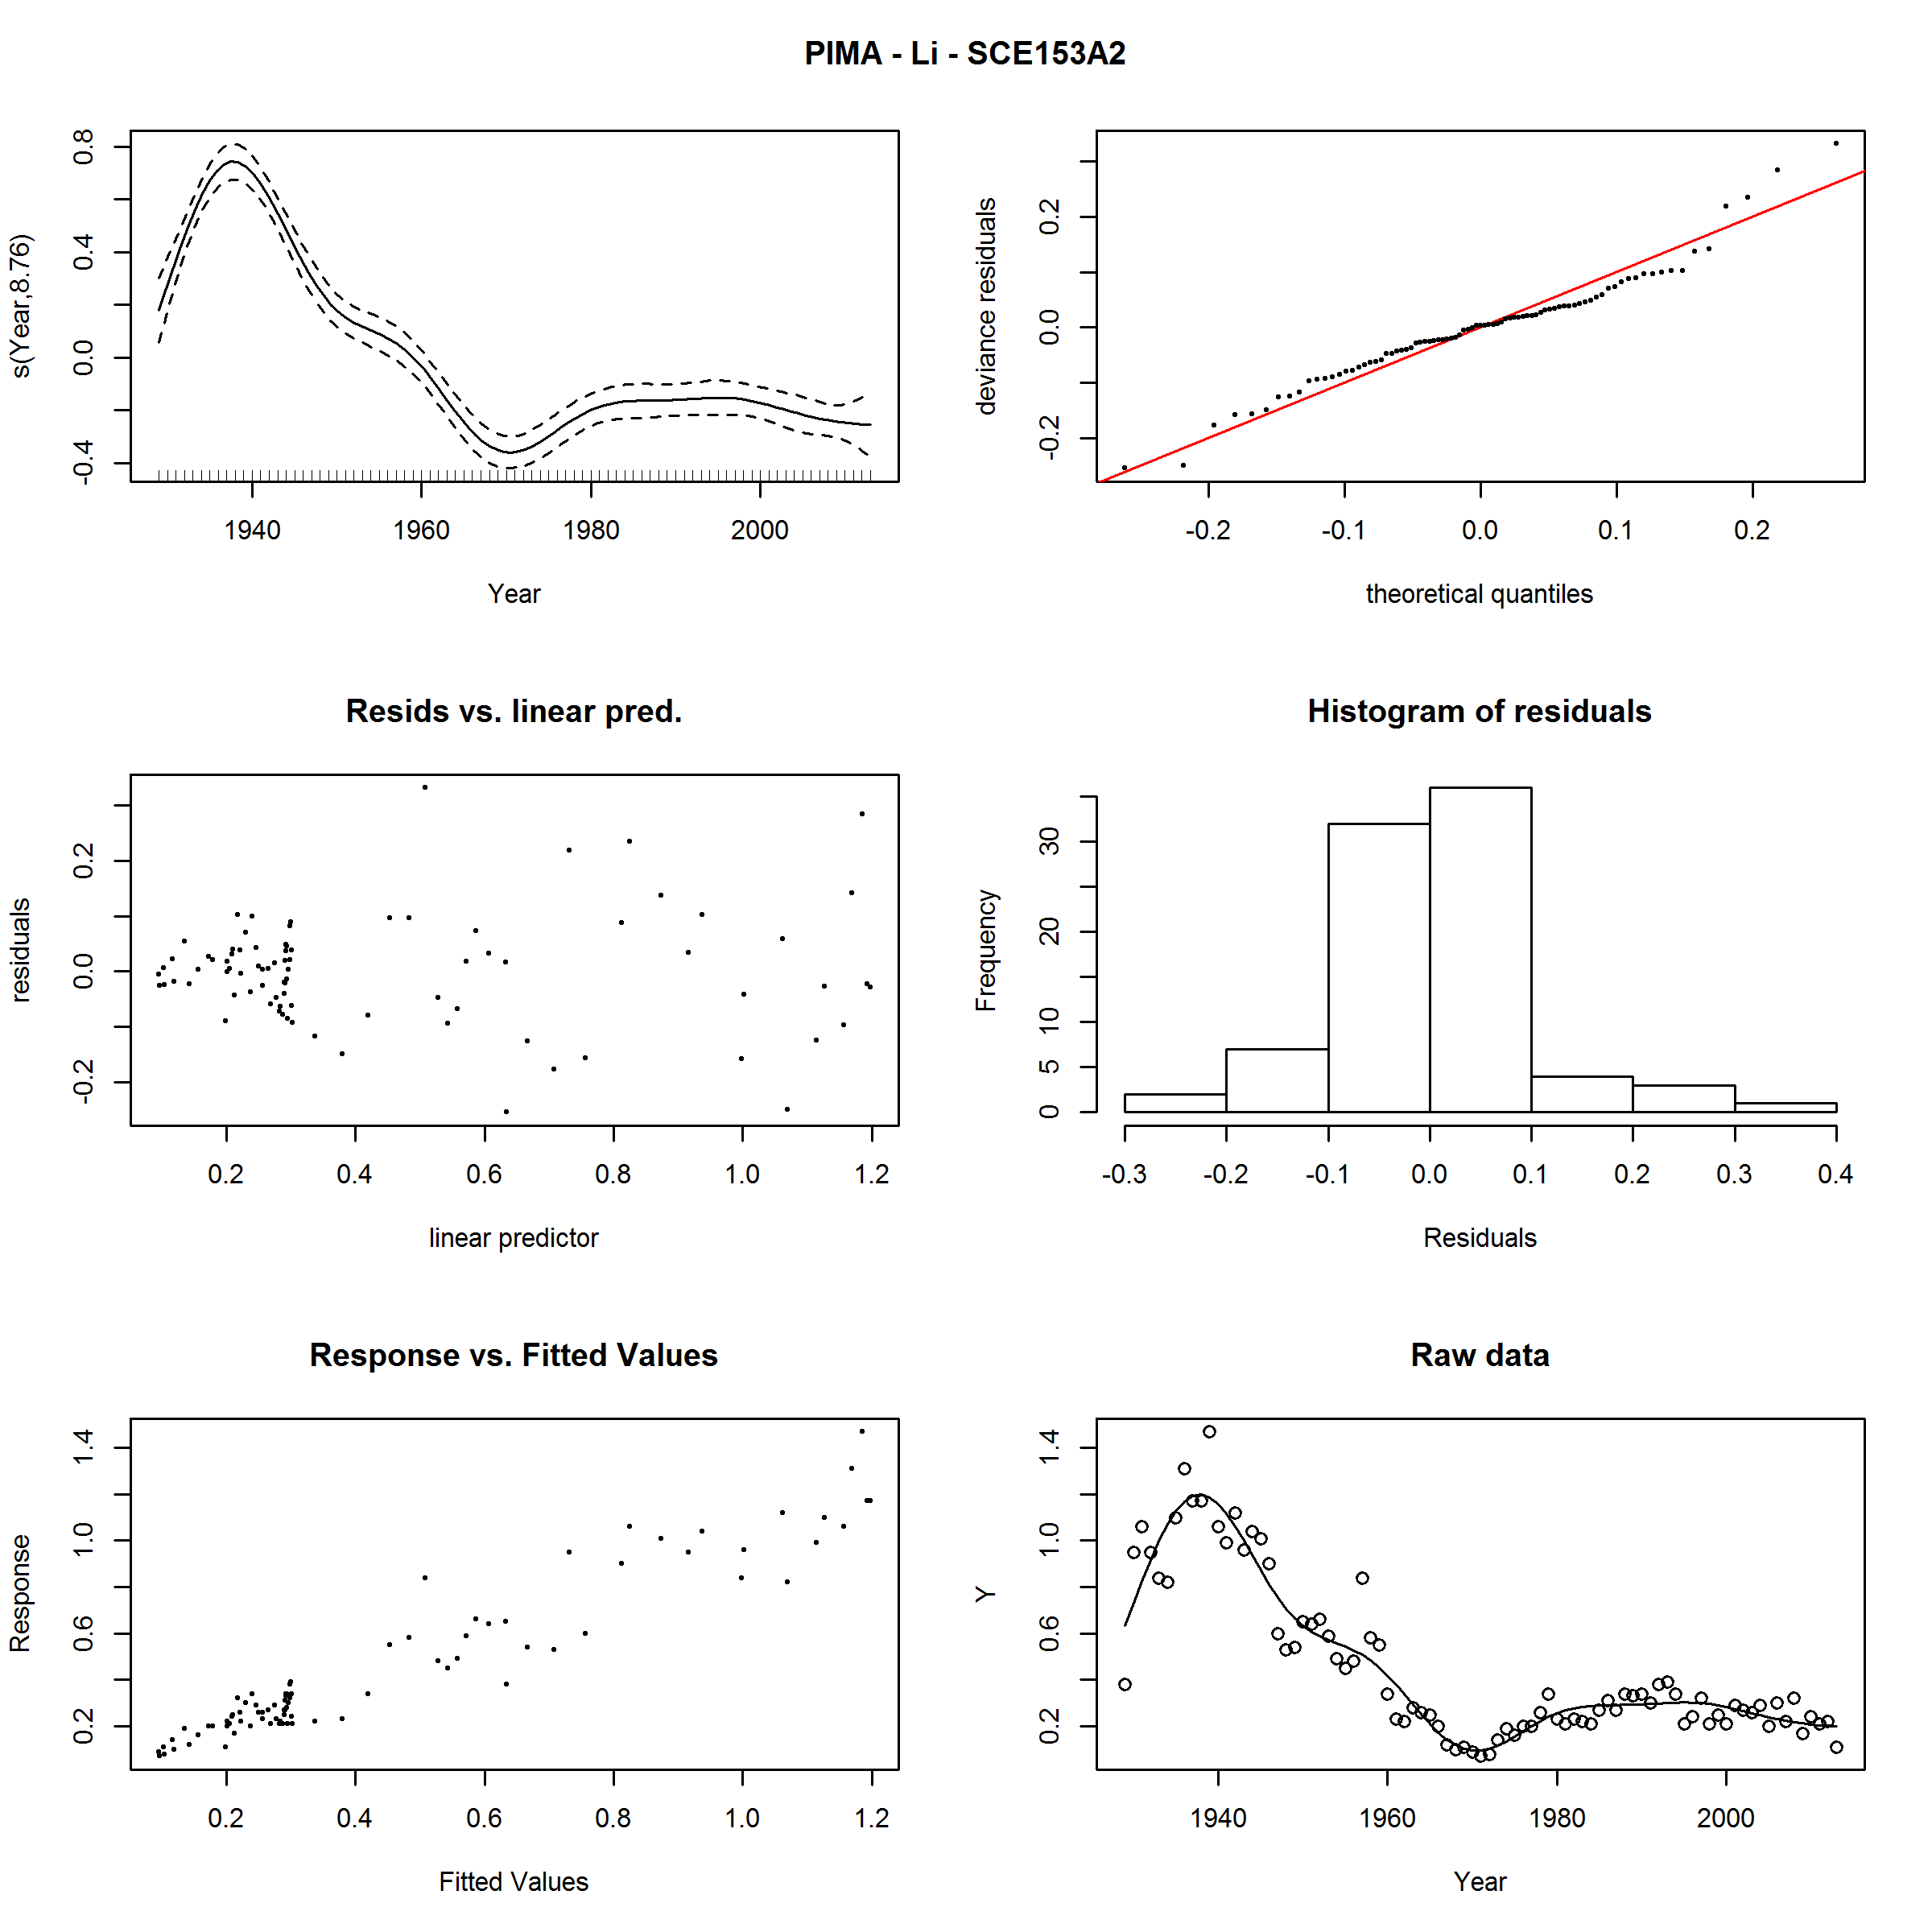 PIMA - Li - SCE153A2
s(Year,8.76)
-0.4 0.0 0.4 0.8
1940 1960 1980 2000
Year
deviance residuals
-0.2 0.0 0.2
-0.2 -0.1 0.0 0.1 0.2
theoretical quantiles
Resids vs. linear pred.
residuals
-0.2 0.0 0.2
0.2 0.4 0.6 0.8 1.0 1.2
linear predictor
Histogram of residuals
Frequency
0 5 10 20 30
-0.3 -0.2 -0.1 0.0 0.1 0.2 0.3 0.4
Residuals
Response vs. Fitted Values
Response
0.2 0.6 1.0 1.4
0.2 0.4 0.6 0.8 1.0 1.2
Fitted Values
Raw data
Y
0.2 0.6 1.0 1.4
1940 1960 1980 2000
Year